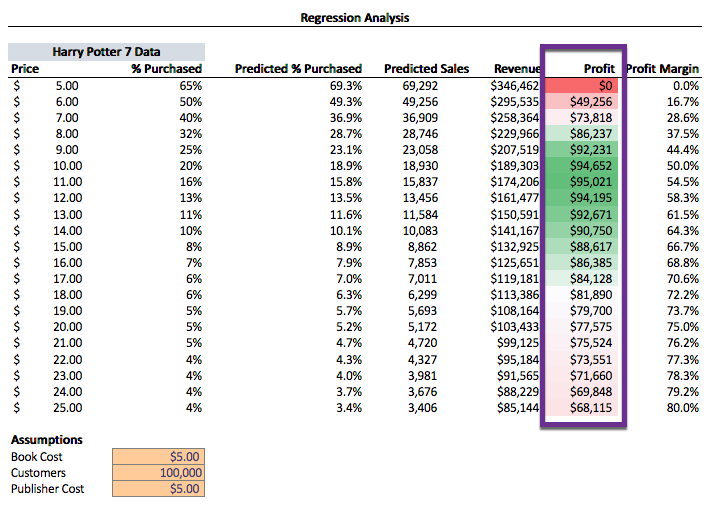 Regression Analysis
Harry Potter 7 Data
Price % Purchased Predicted % Purchased Predicted Sales Revenue Profit Profit Margin
$ 5.00 65% 69.3% 69,292 $346,462 $0 0.0%
$ 6.00 50% 49.3% 49,256 $295,535 $49,256 16.7%
$ 7.00 40% 36.9% 36,909 $258,364 $73,818 28.6%
$ 8.00 32% 28.7% 28,746 $229,966 $86,237 37.5%
$ 9.00 25% 23.1% 23,058 $207,519 $92,231 44.4%
$ 10.00 20% 18.9% 18,930 $189,303 $94,652 50.0%
$ 11.00 16% 15.8% 15,837 $174,206 $95,021 54.5%
$ 12.00 13% 13.5% 13,456 $161,477 $94,195 58.3%
$ 13.00 11% 11.6% 11,584 $150,591 $92,671 61.5%
$ 14.00 10% 10.1% 10,083 $141,167 $90,750 64.3%
$ 15.00 8% 8.9% 8,862 $132,925 $88,617 66.7%
$ 16.00 7% 7.9% 7,853 $125,651 $86,385 68.8%
$ 17.00 6% 7.0% 7,011 $119,181 $84,128 70.6%
$ 18.00 6% 6.3% 6,299 $113,386 $81,890 72.2%
$ 19.00 5% 5.7% 5,693 $108,164 $79,700 73.7%
$ 20.00 5% 5.2% 5,172 $103,433 $77,575 75.0%
$ 21.00 5% 4.7% 4,720 $99,125 $75,524 76.2%
$ 22.00 4% 4.3% 4,327 $95,184 $73,551 77.3%
$ 23.00 4% 4.0% 3,981 $91,565 $71,660 78.3%
$ 24.00 4% 3.7% 3,676 $88,229 $69,848 79.2%
$ 25.00 4% 3.4% 3,406 $85,144 $68,115 80.0%
Assumptions
Book Cost $5.00
Customers 100,000
Publisher Cost $5.00